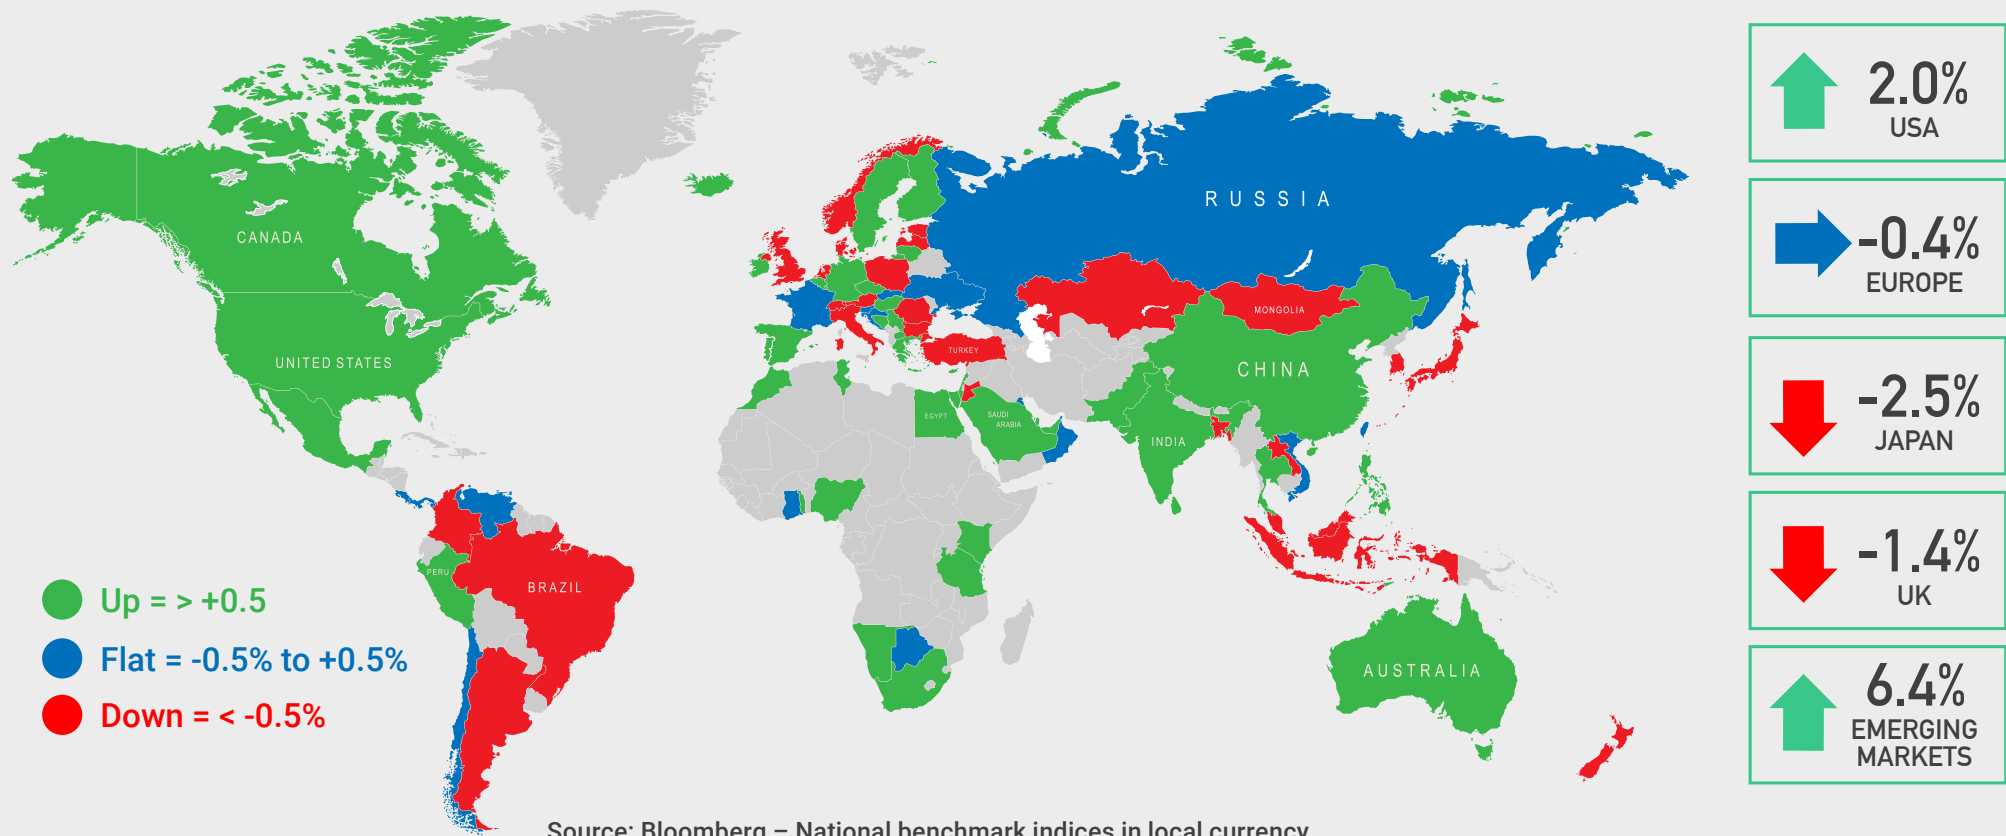 CANADA
UNITED STATES
PERU
BRAZIL
RUSSIA
MONGOLIA
CHINA
TURKEY
EGYPT
SAUDI
ARABIA
INDIA
AUSTRALIA
Up = > +0.5
Flat = -0.5% to +0.5%
Down = < -0.5%
2.0%
USA
-0.4%
EUROPE
-2.5%
JAPAN
-1.4%
UK
6.4%
EMERGING
MARKETS
Source: Bloomberg – National benchmark indices in local currency